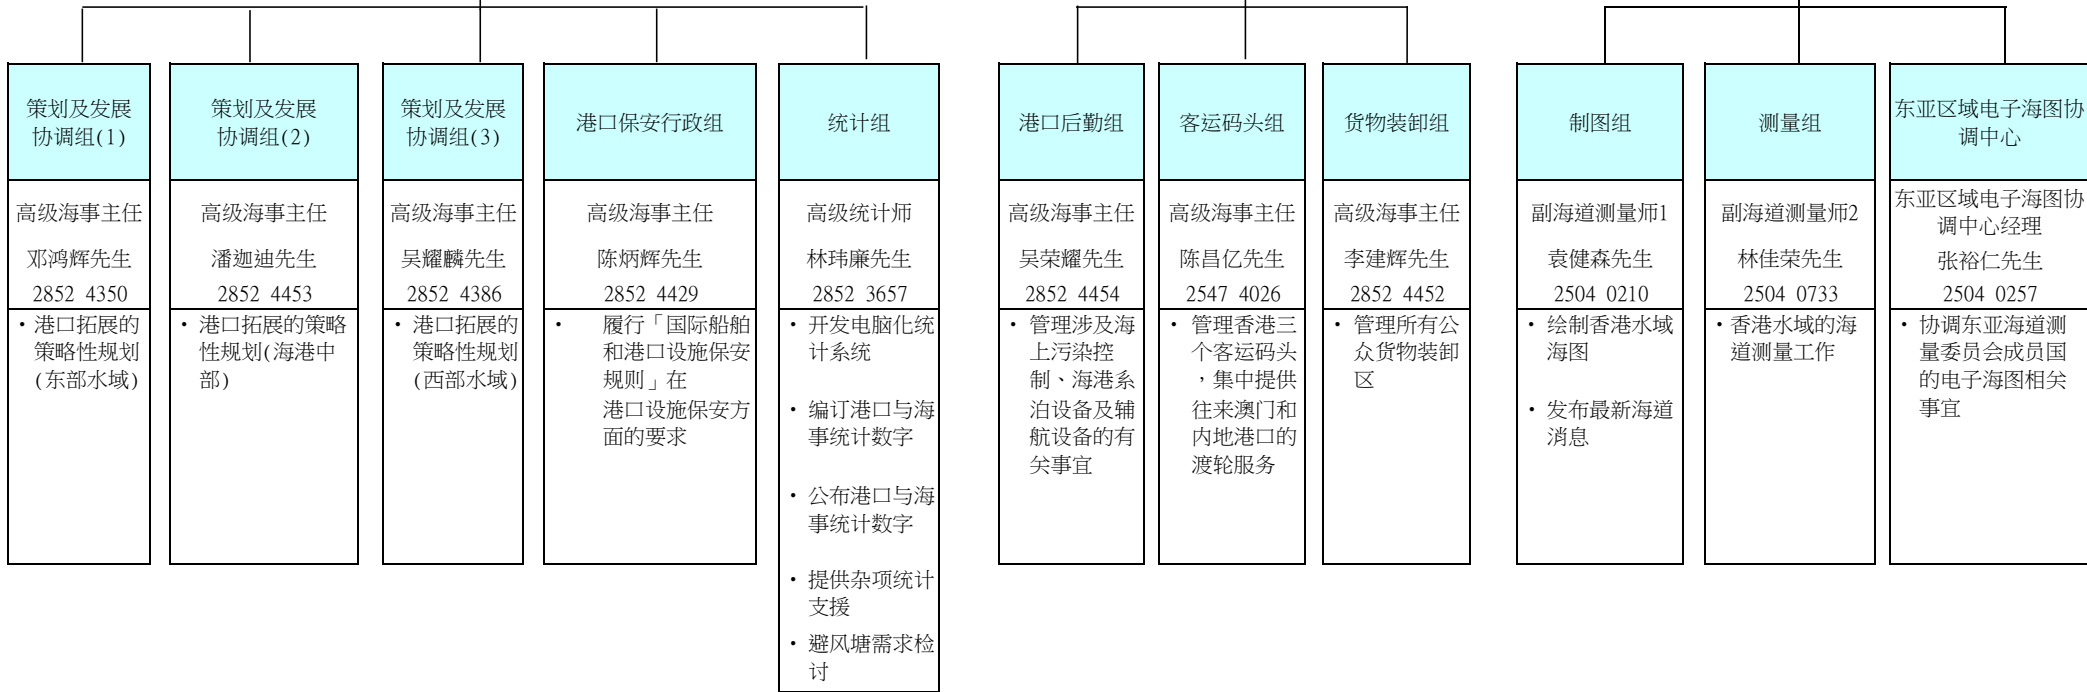 策划及发展
协调组(1)
高级海事主任
邓鸿辉先生
2852 4350
・港口拓展的
策略性规划
(东部水域)
策划及发展
协调组(2)
高级海事主任
潘迦迪先生
2852 4453
・港口拓展的策略
性规划(海港中
部)
策划及发展
协调组(3)
高级海事主任
吴耀麟先生
2852 4386
・港口拓展的
策略性规划
(西部水域)
港口保安行政组
高级海事主任
陈炳辉先生
2852 4429
・ 履行「国际船舶
和港口设施保安
规则」在
港口设施保安方
面的要求
统计组
高级统计师
林玮廉先生
2852 3657
・开发电脑化统
计系统
・编订港口与海
事统计数字
・公布港口与海
事统计数字
・提供杂项统计
支援
・避风塘需求检
讨
港口后勤组
高级海事主任
吴荣耀先生
2852 4454
・管理涉及海
上污染控
制、海港系
泊设备及辅
航设备的有
关事宜
客运码头组
高级海事主任
陈昌亿先生
2547 4026
・管理香港三
个客运码头
，集中提供
往来澳门和
内地港口的
渡轮服务
货物装卸组
高级海事主任
李建辉先生
2852 4452
・管理所有公
众货物装卸
区
制图组
副海道测量师1
袁健森先生
2504 0210
・绘制香港水域
海图
・发布最新海道
消息
测量组
副海道测量师2
林佳荣先生
2504 0733
・香港水域的海
道测量工作
东亚区域电子海图协
调中心
东亚区域电子海图协
调中心经理
张裕仁先生
2504 0257
・协调东亚海道测
量委员会成员国
的电子海图相关
事宜